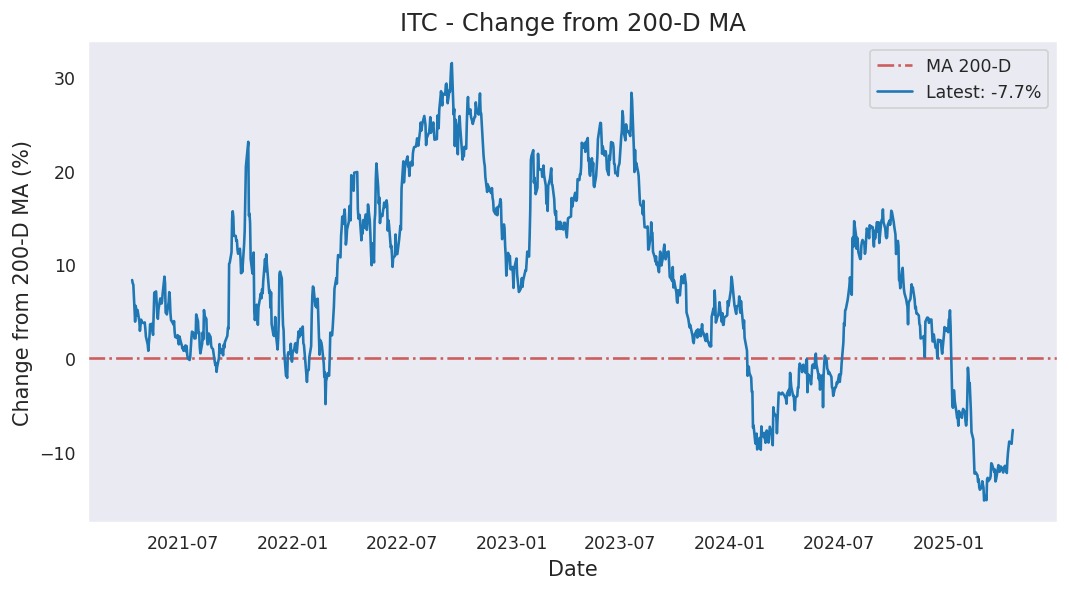 ITC - Change from 200-D MA
MA 200-D
Latest: -7.7%
Change from 200-D MA (%)
30
20
10
0
−10
2021-07
2022-01
2022-07
2023-01
2023-07
2024-01
2024-07
2025-01
Date